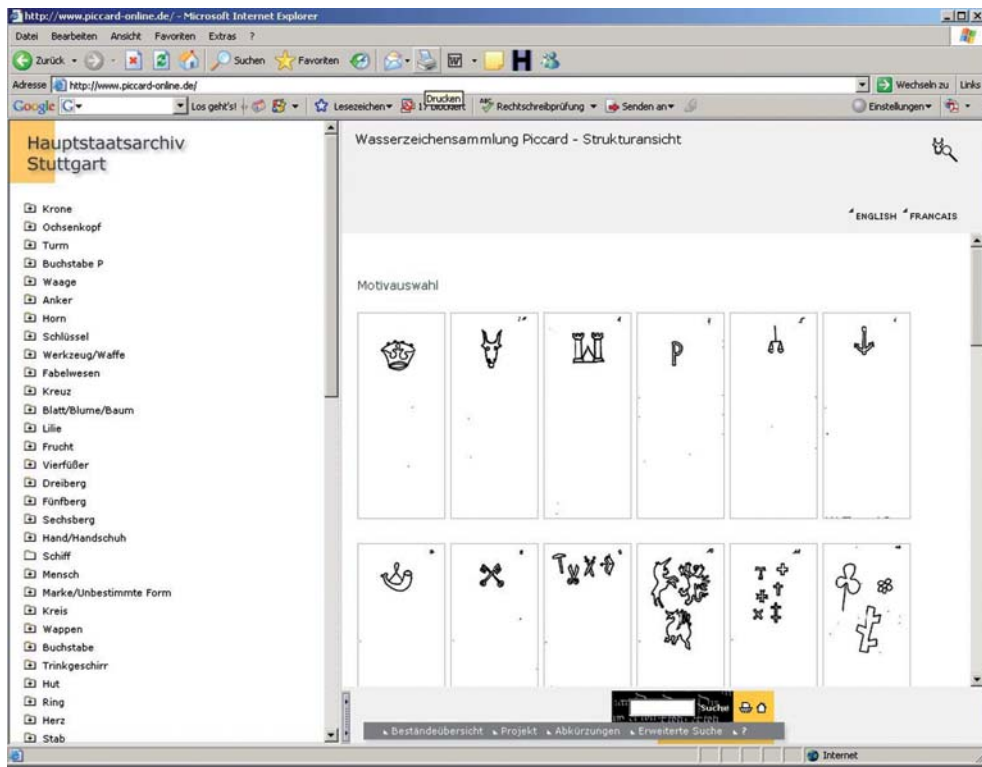 http://www.piccard-online.de/ - Microsoft Internet Explorer
Datei Bearbeiten Ansicht Favoriten Extras ?
Zurück Suchen Favoriten W H
Adresse http://www.piccard-online.de/ Wechseln zu Links
Google G Los geht's! Lesezeichen 17 blockiert Rechtschreibprüfung Senden an Einstellungen
Drucken
Hauptstaatsarchiv
Stuttgart
Krone
Ochsenkopf
Turm
Buchstabe P
Waage
Anker
Horn
Schlüssel
Werkzeug/Waffe
Fabelwesen
Kreuz
Blatt/Blume/Baum
Lilie
Frucht
Vierfüßer
Dreiberg
Fünfberg
Sechsberg
Hand/Handschuh
Schiff
Mensch
Marke/Unbestimmte Form
Kreis
Wappen
Buchstabe
Trinkgeschirr
Hut
Ring
Herz
Stab
Wasserzeichensammlung Piccard - Strukturansicht
ENGLISH FRANCAIS
Motivauswahl
P
Suche
Beständeübersicht Projekt Abkürzungen Erweiterte Suche ?
Internet